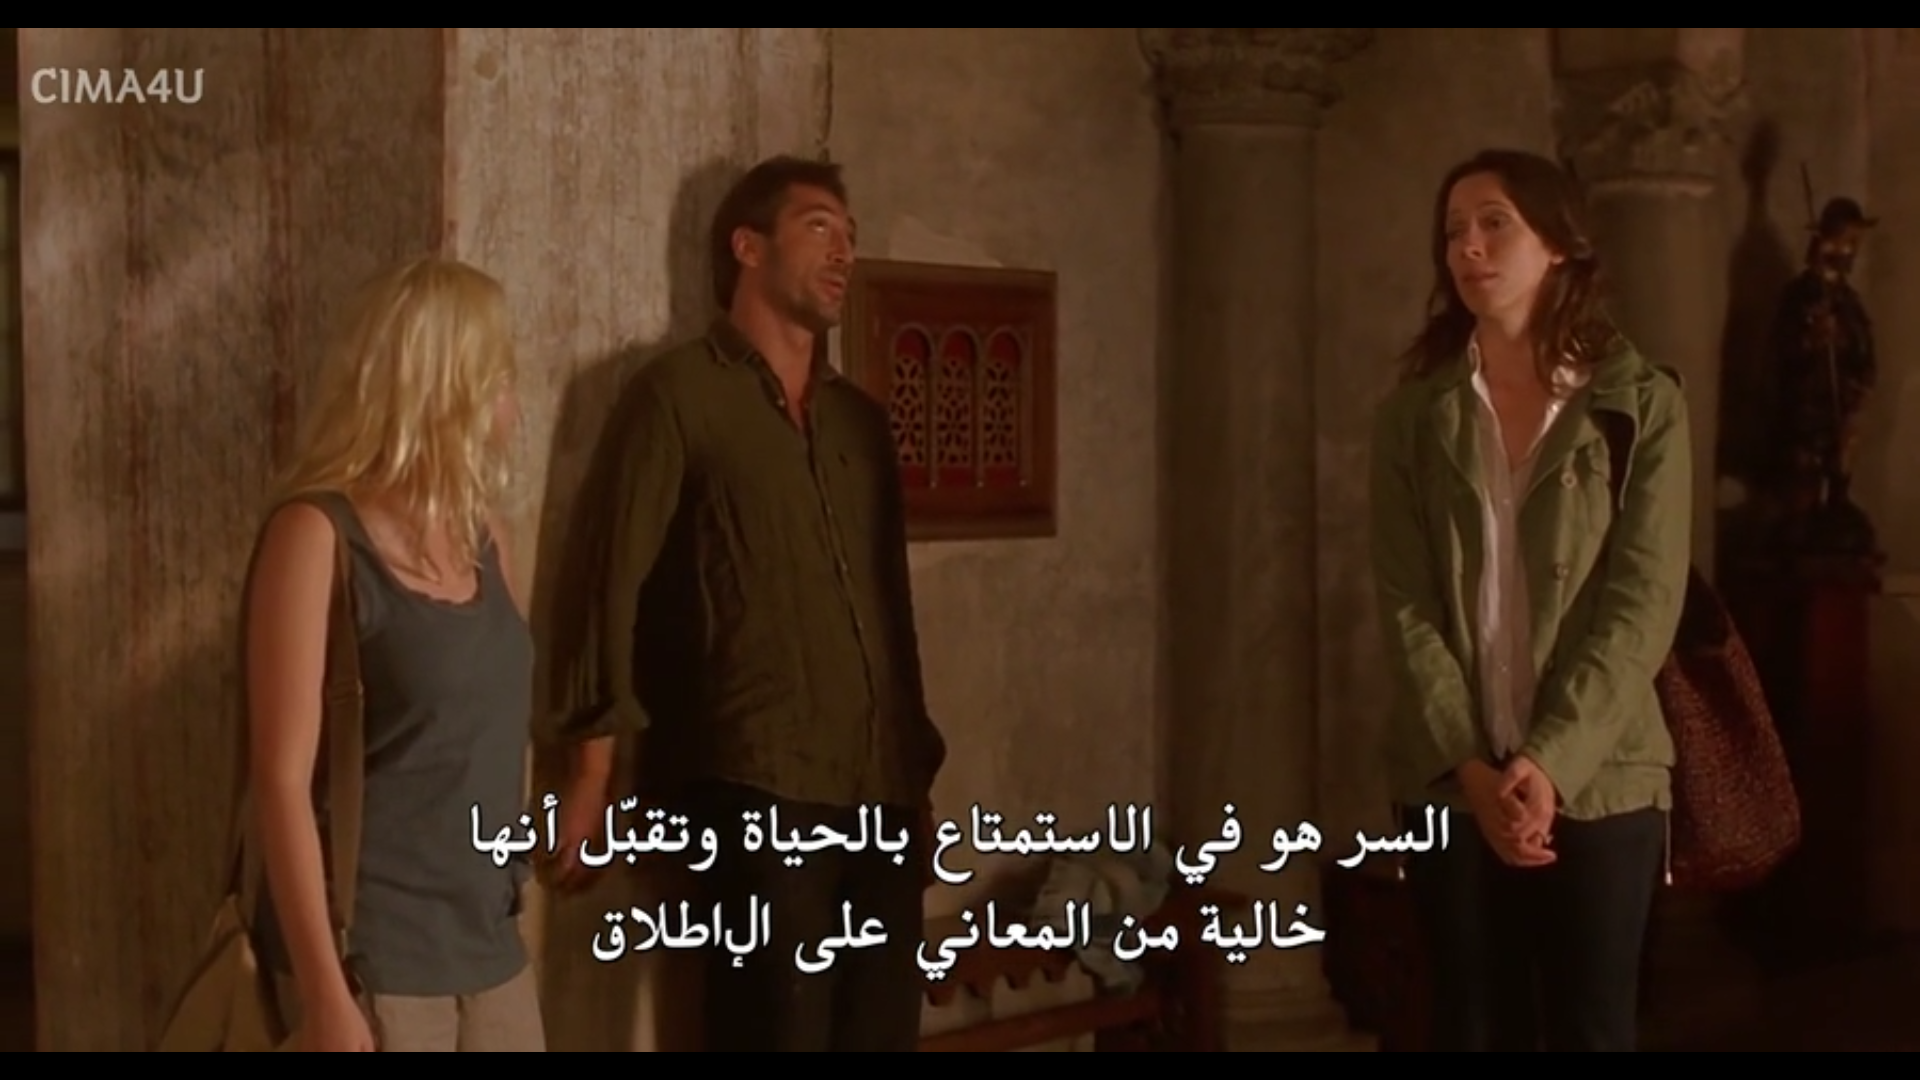 CIMA4U
السر هو في الاستمتاع بالحياة وتقبّل أنها
خالية من المعاني على الإطلاق